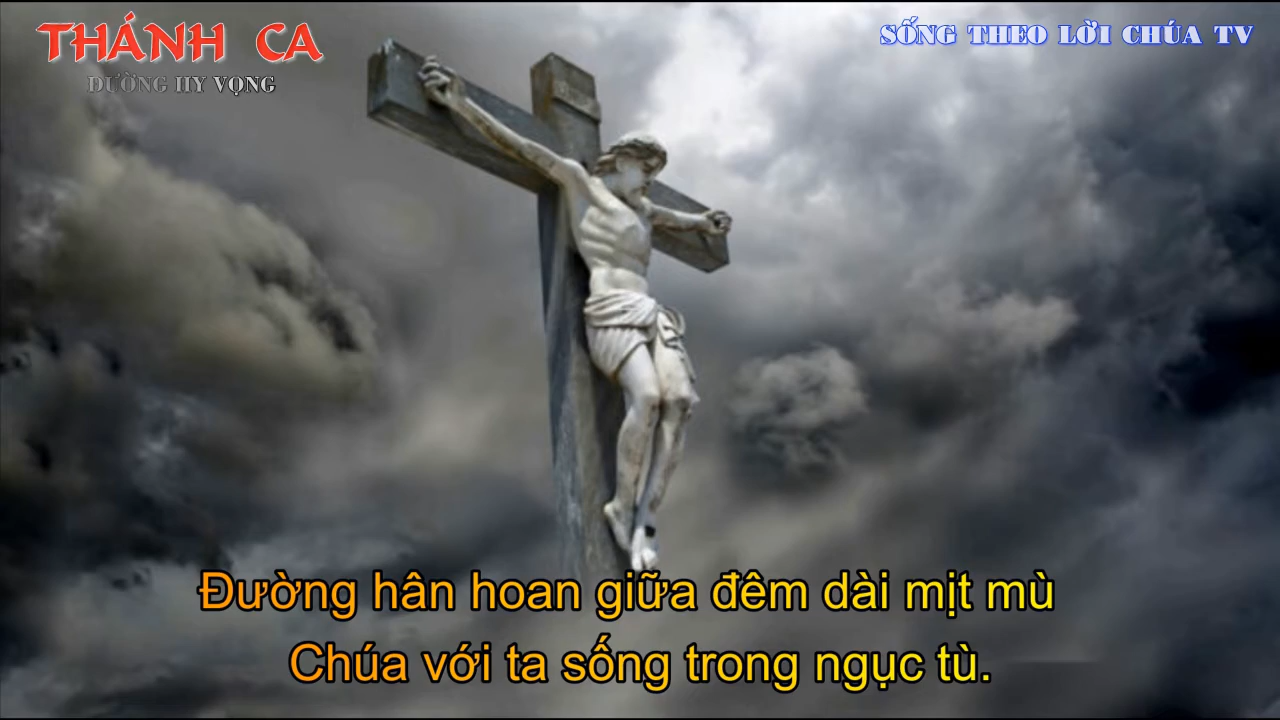 THÁNH CA
ĐƯỜNG HY VỌNG
SỐNG THEO LỜI CHÚA TV
Đường hân hoan giữa đêm dài mịt mù
Chúa với ta sống trong ngục tù.